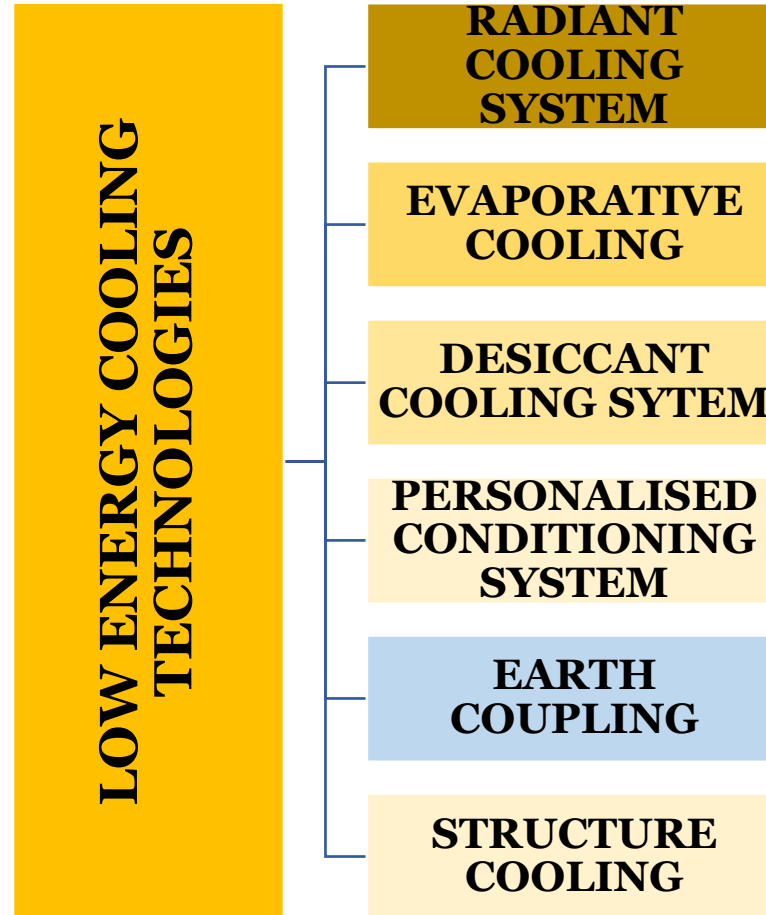 LOW ENERGY COOLING
TECHNOLOGIES
RADIANT
COOLING
SYSTEM
EVAPORATIVE
COOLING
DESICCANT
COOLING SYTEM
PERSONALISED
CONDITIONING
SYSTEM
EARTH
COUPLING
STRUCTURE
COOLING